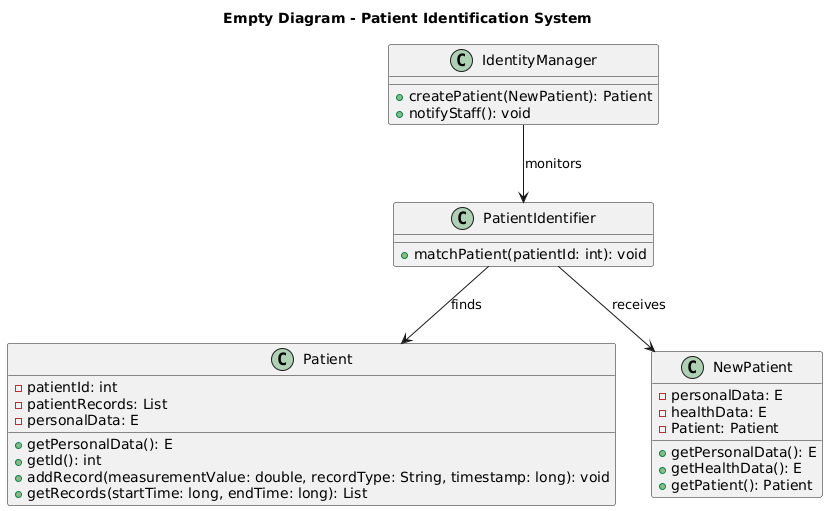 Empty Diagram - Patient Identification System
C IdentityManager
createPatient(NewPatient): Patient
notifyStaff(): void
monitors
C PatientIdentifier
matchPatient(patientId: int): void
finds
receives
C Patient
patientId: int
patientRecords: List
personalData: E
getPersonalData(): E
getId(): int
addRecord(measurementValue: double, recordType: String, timestamp: long): void
getRecords(startTime: long, endTime: long): List
C NewPatient
personalData: E
healthData: E
Patient: Patient
getPersonalData(): E
getHealthData(): E
getPatient(): Patient